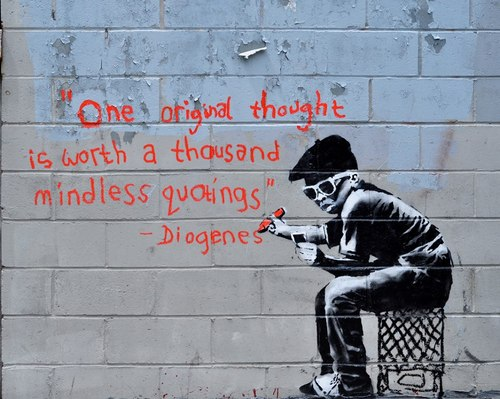 "One original thought
is worth a thousand
mindless quotings"
- Diogenes